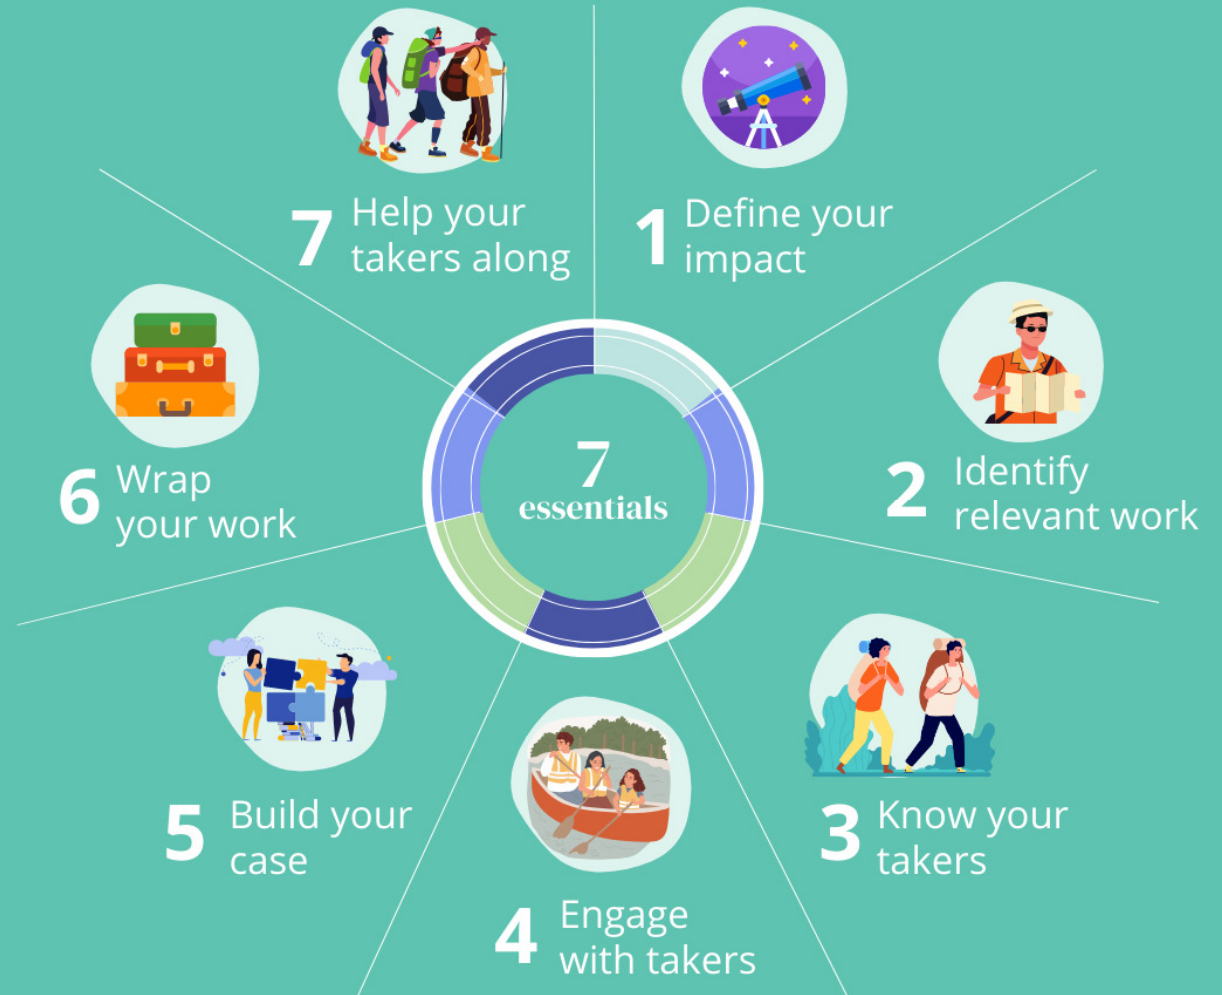 7
essentials
1
Define your
impact
2
Identify
relevant work
3
Know your
takers
4
Engage
with takers
5
Build your
case
6
Wrap
your work
7
Help your
takers along